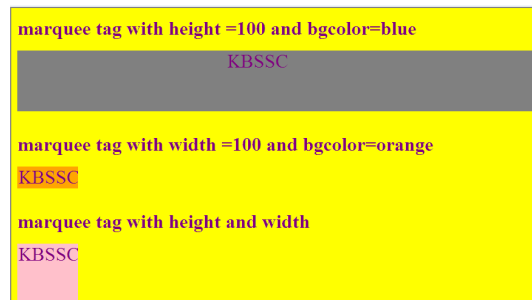 marquee tag with height =100 and bgcolor=blue
KBSSC
marquee tag with width =100 and bgcolor=orange
KBSSC
marquee tag with height and width
KBSSC